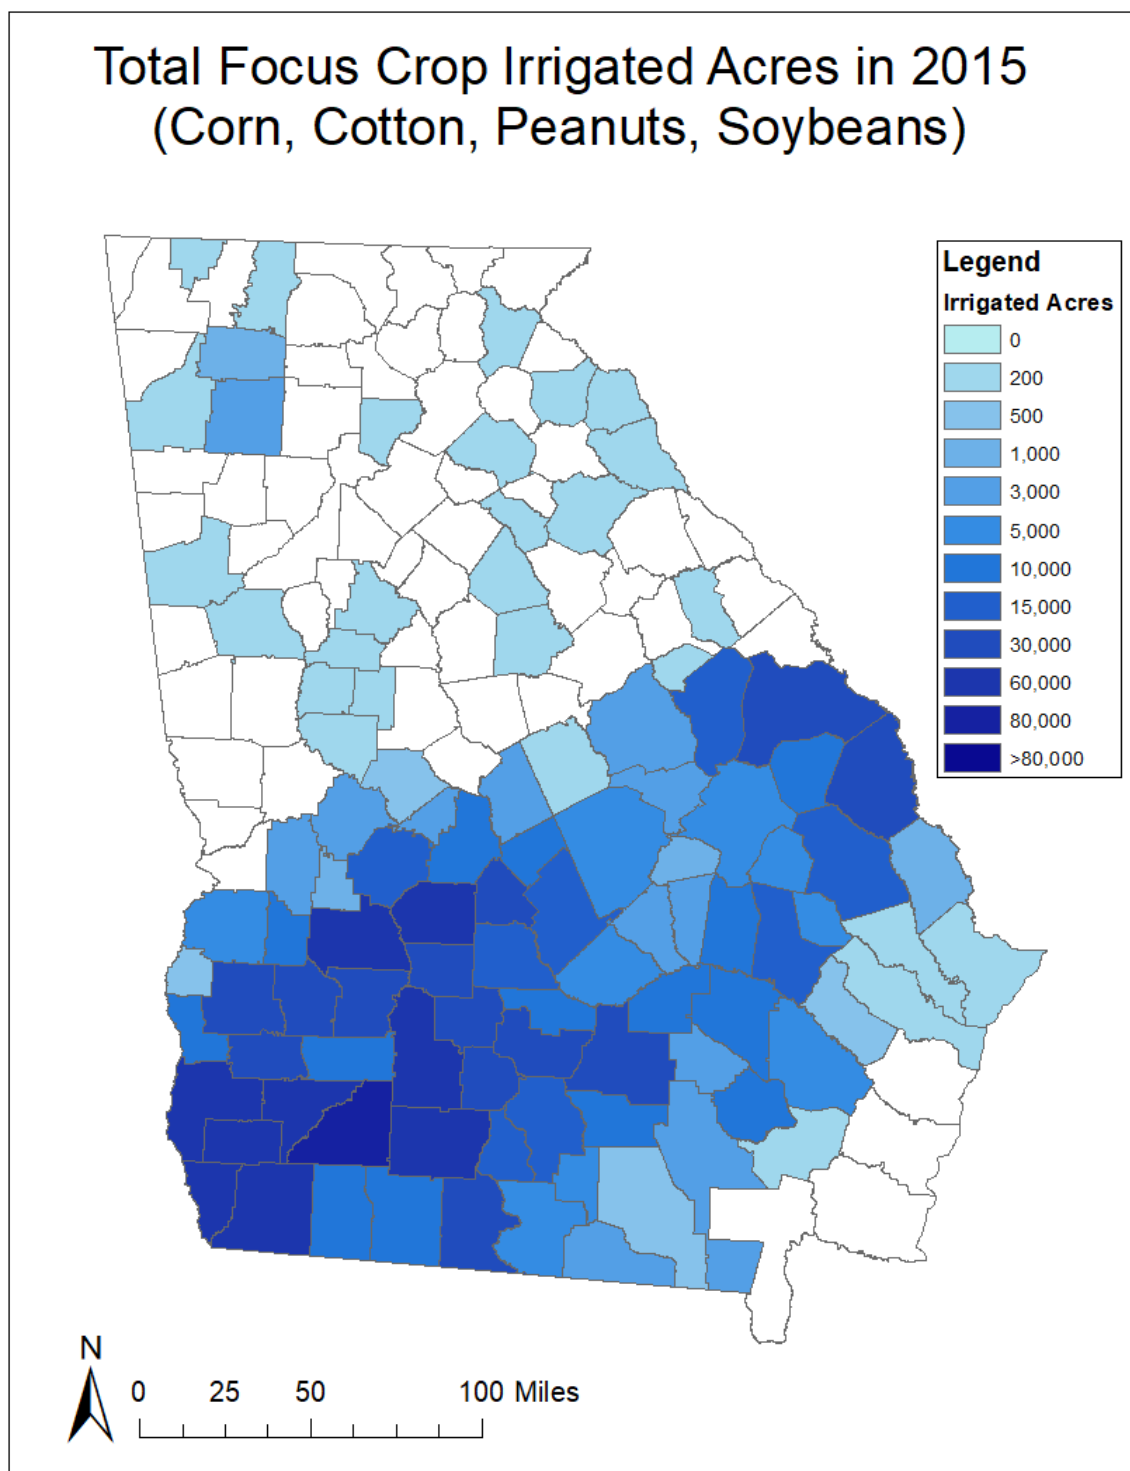 Total Focus Crop Irrigated Acres in 2015
(Corn, Cotton, Peanuts, Soybeans)
Legend
Irrigated Acres
0
200
500
1,000
3,000
5,000
10,000
15,000
30,000
60,000
80,000
>80,000
N
0 25 50 100 Miles